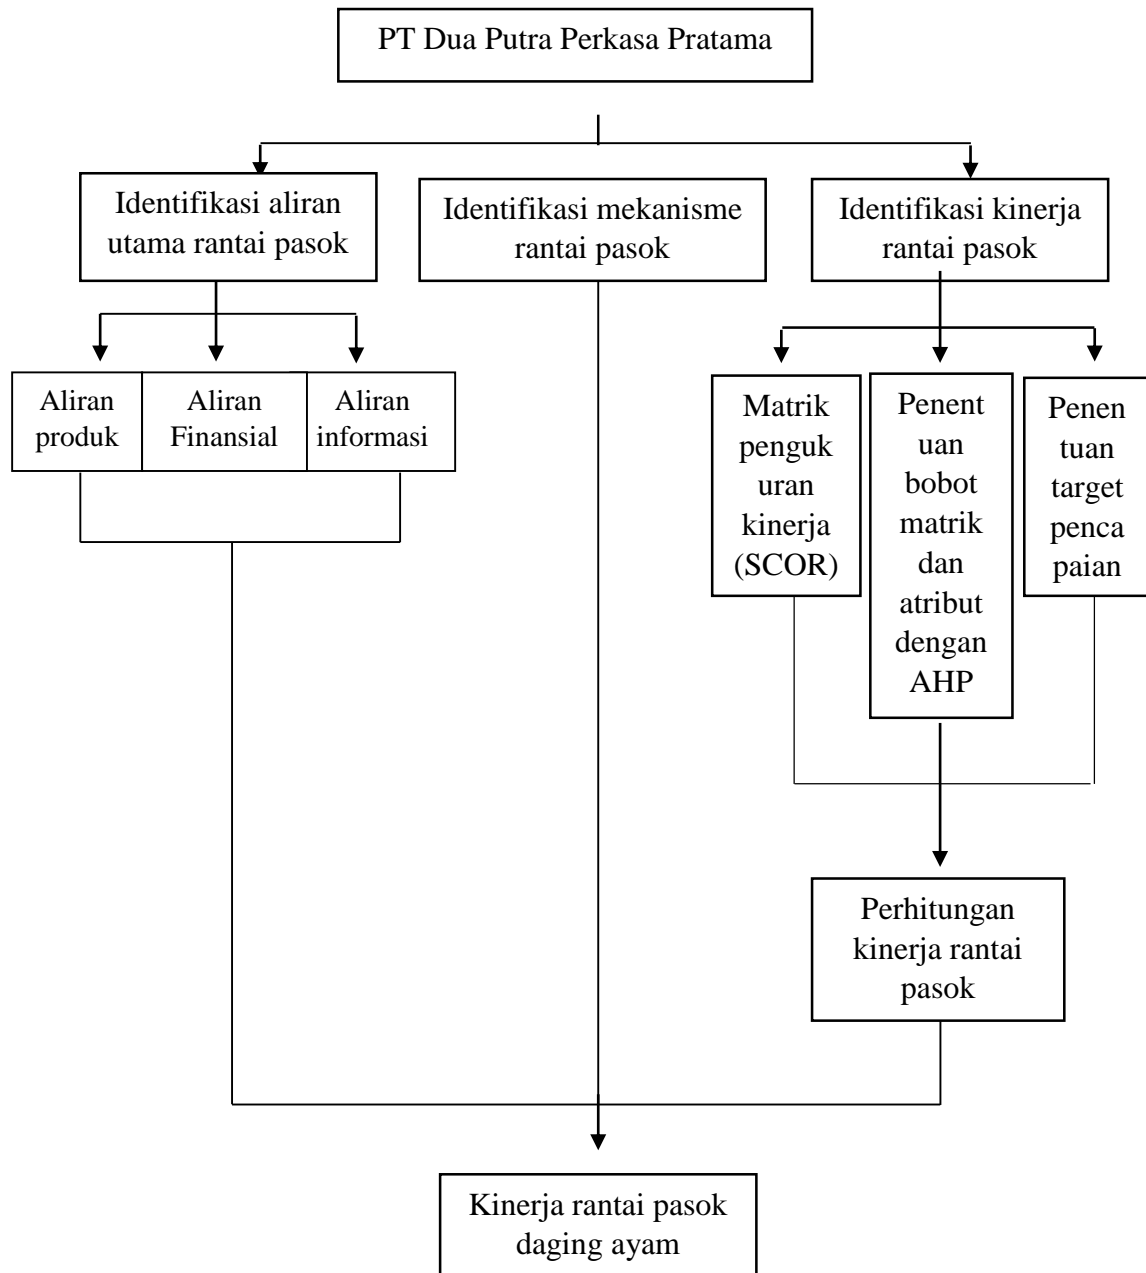 PT Dua Putra Perkasa Pratama
Identifikasi aliran
utama rantai pasok
Identifikasi mekanisme
rantai pasok
Identifikasi kinerja
rantai pasok
Aliran
produk
Aliran
Finansial
Aliran
informasi
Matrik
penguk
uran
kinerja
(SCOR)
Penent
uan
bobot
matrik
dan
atribut
dengan
AHP
Penen
tuan
target
penca
paian
Perhitungan
kinerja rantai
pasok
Kinerja rantai pasok
daging ayam